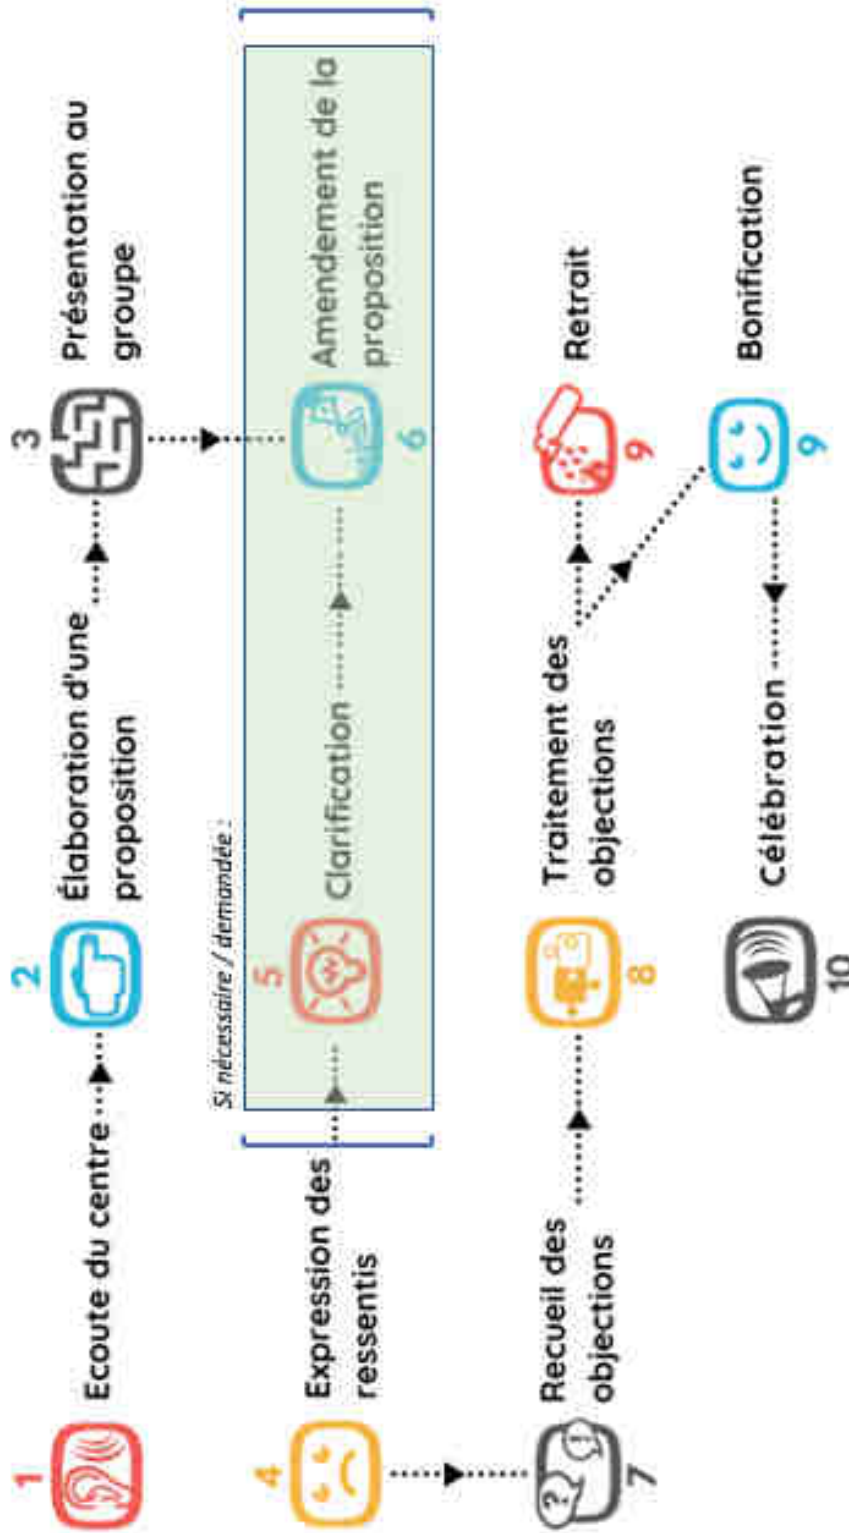 1
Ecoute du centre
2
Élaboration d'une
proposition
3
Présentation au
groupe
4
Expression des
ressentis
Si nécessaire / demandée :
5
Clarification
6
Amendement de la
proposition
7
? !
Recueil des
objections
8
Traitement des
objections
9
Retrait
9
Bonification
10
Célébration